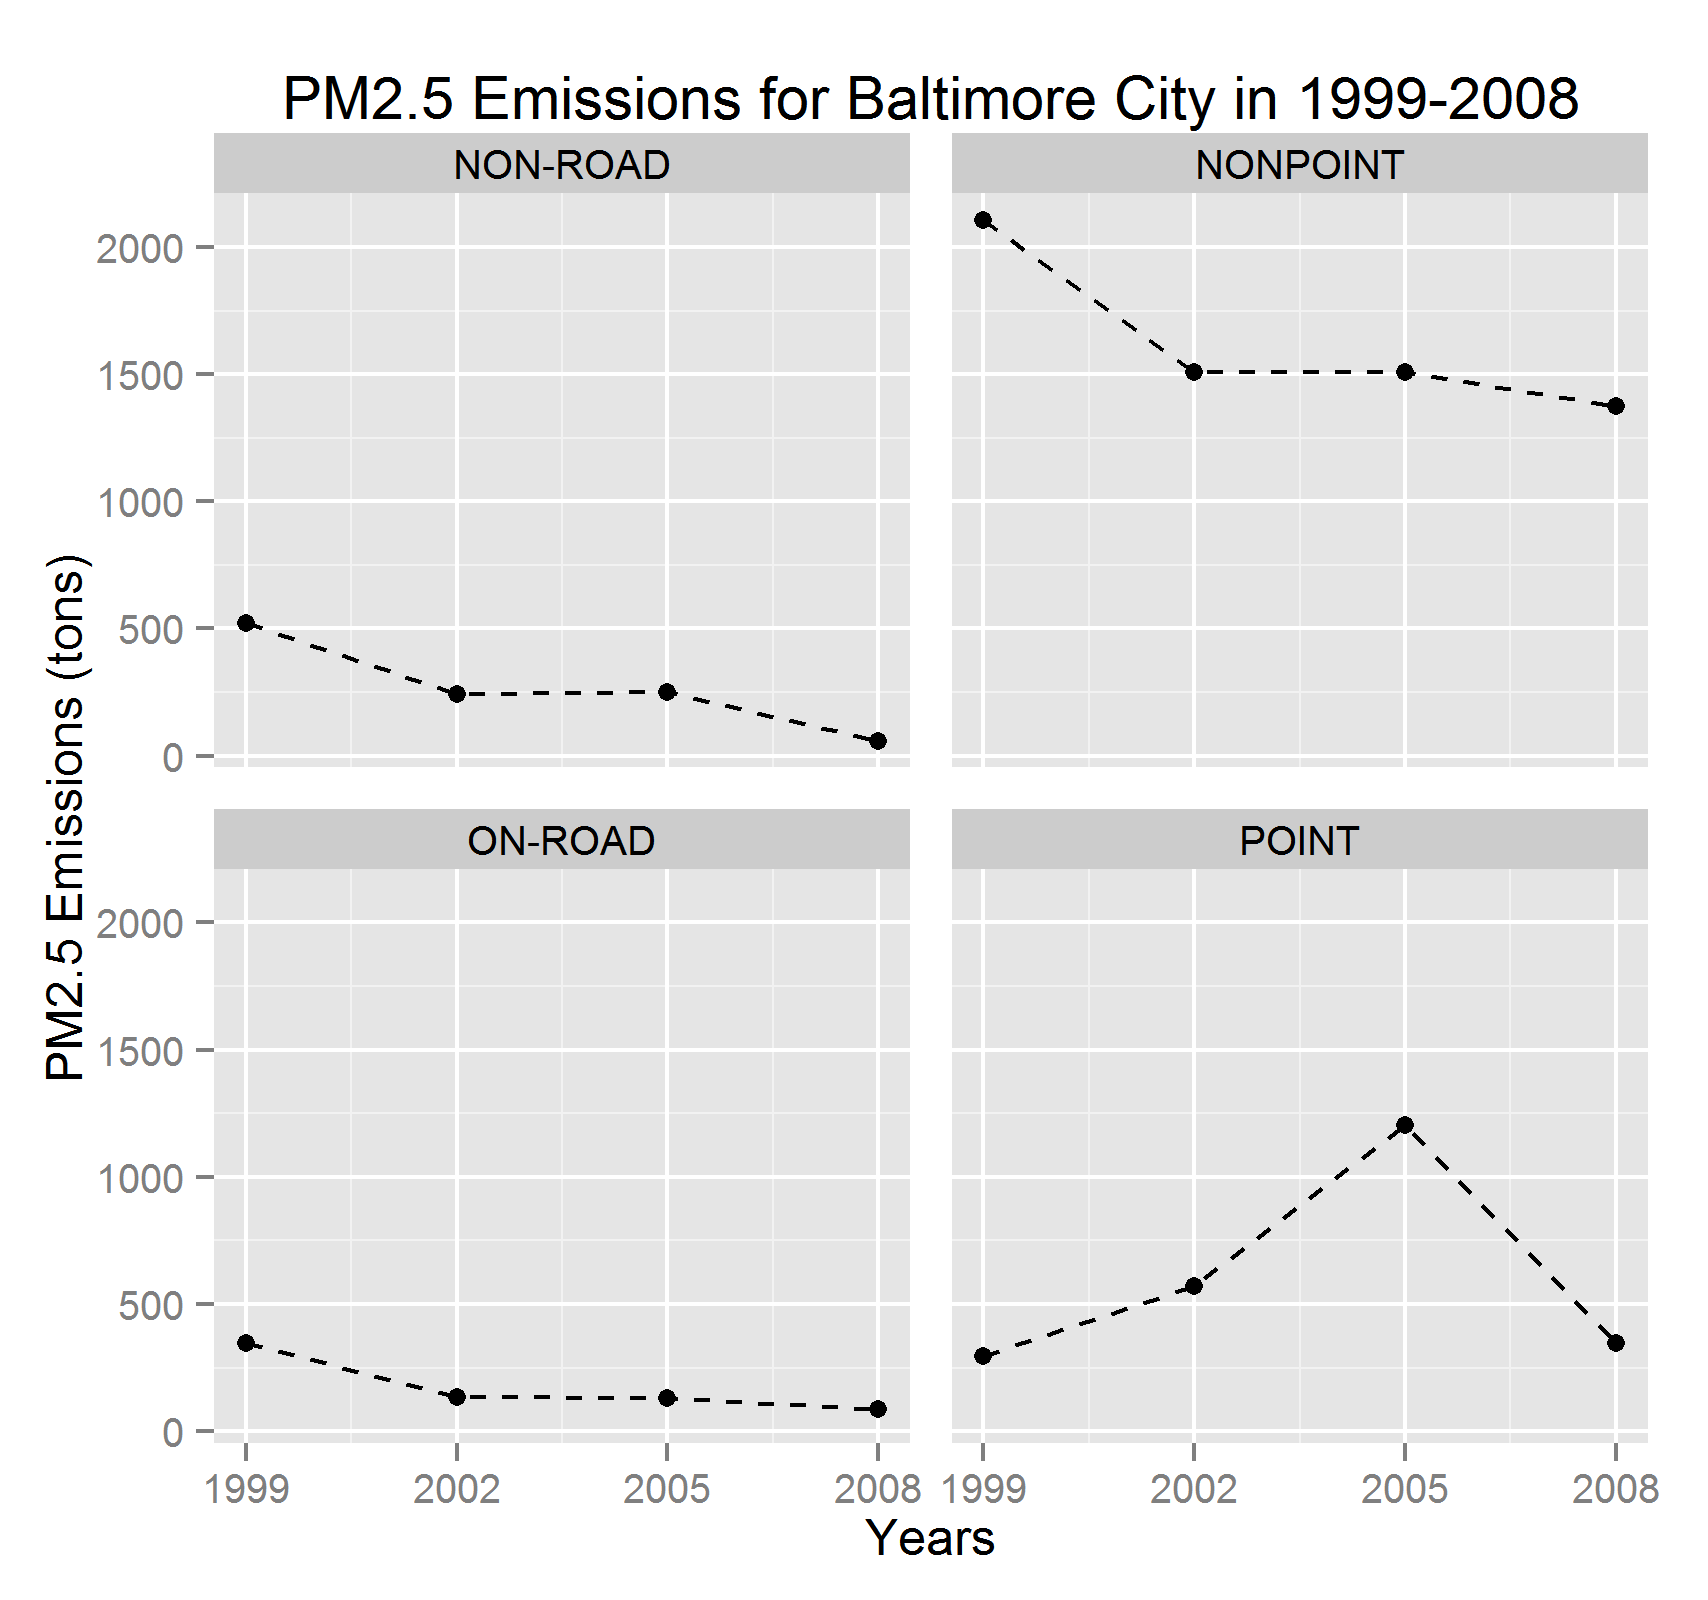 PM2.5 Emissions for Baltimore City in 1999-2008
NON-ROAD
NONPOINT
2000
1500
1000
500
0
PM2.5 Emissions (tons)
ON-ROAD
POINT
2000
1500
1000
500
0
1999 2002 2005 2008 1999 2002 2005 2008
Years